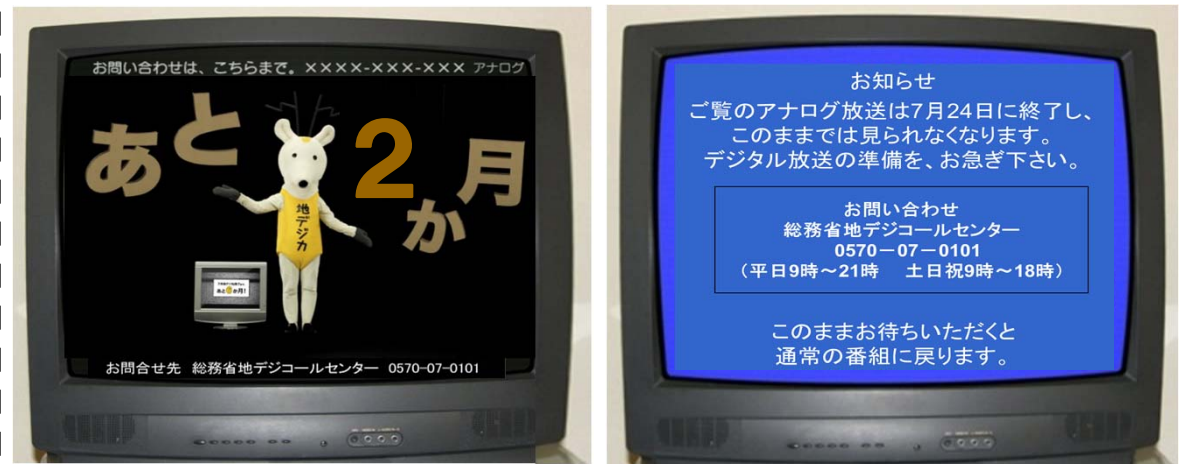 お問い合わせは、こちらまで。××××-×××-××× アナログ
あと2か月
地デジカ
お問合せ先 総務省地デジコールセンター 0570-07-0101
お知らせ
ご覧のアナログ放送は7月24日に終了し、
このままでは見られなくなります。
デジタル放送の準備を、お急ぎ下さい。
お問い合わせ
総務省地デジコールセンター
0570－07－0101
（平日9時～21時　土日祝9時～18時）
このままお待ちいただくと
通常の番組に戻ります。